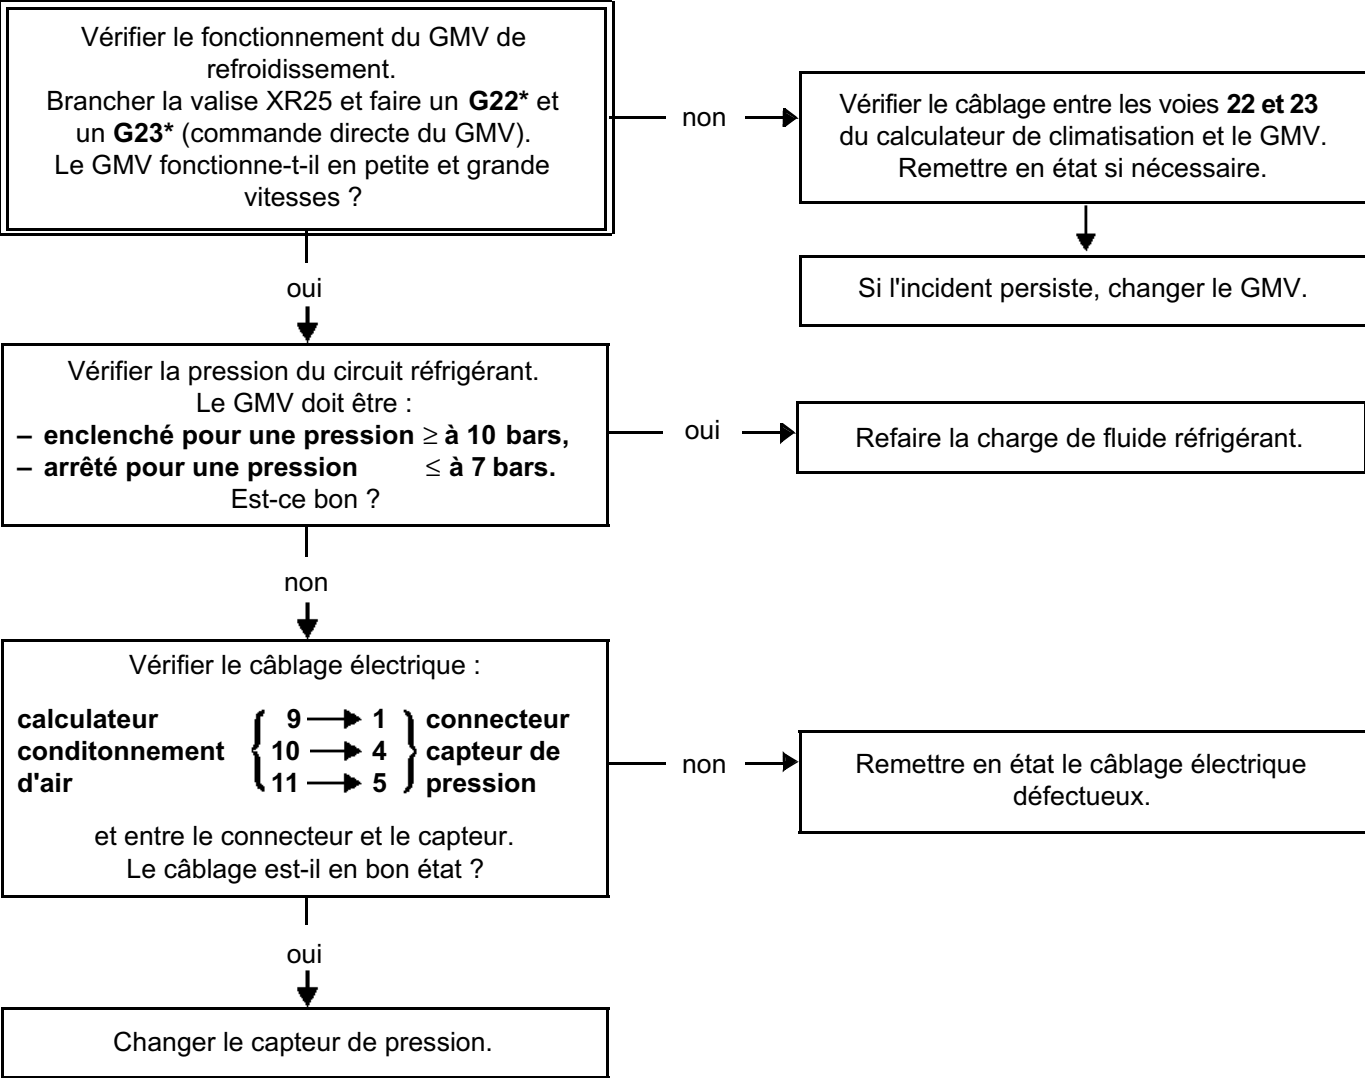 Vérifier le fonctionnement du GMV de
refroidissement.
Brancher la valise XR25 et faire un G22* et
un G23* (commande directe du GMV).
Le GMV fonctionne-t-il en petite et grande
vitesses ?
non
Vérifier le câblage entre les voies 22 et 23
du calculateur de climatisation et le GMV.
Remettre en état si nécessaire.
Si l'incident persiste, changer le GMV.
oui
Vérifier la pression du circuit réfrigérant.
Le GMV doit être :
– enclenché pour une pression ≥ à 10 bars,
– arrêté pour une pression ≤ à 7 bars.
Est-ce bon ?
oui
Refaire la charge de fluide réfrigérant.
non
Vérifier le câblage électrique :
calculateur 9 → 1 connecteur
conditonnement 10 → 4 capteur de
d'air 11 → 5 pression
et entre le connecteur et le capteur.
Le câblage est-il en bon état ?
non
Remettre en état le câblage électrique
défectueux.
oui
Changer le capteur de pression.